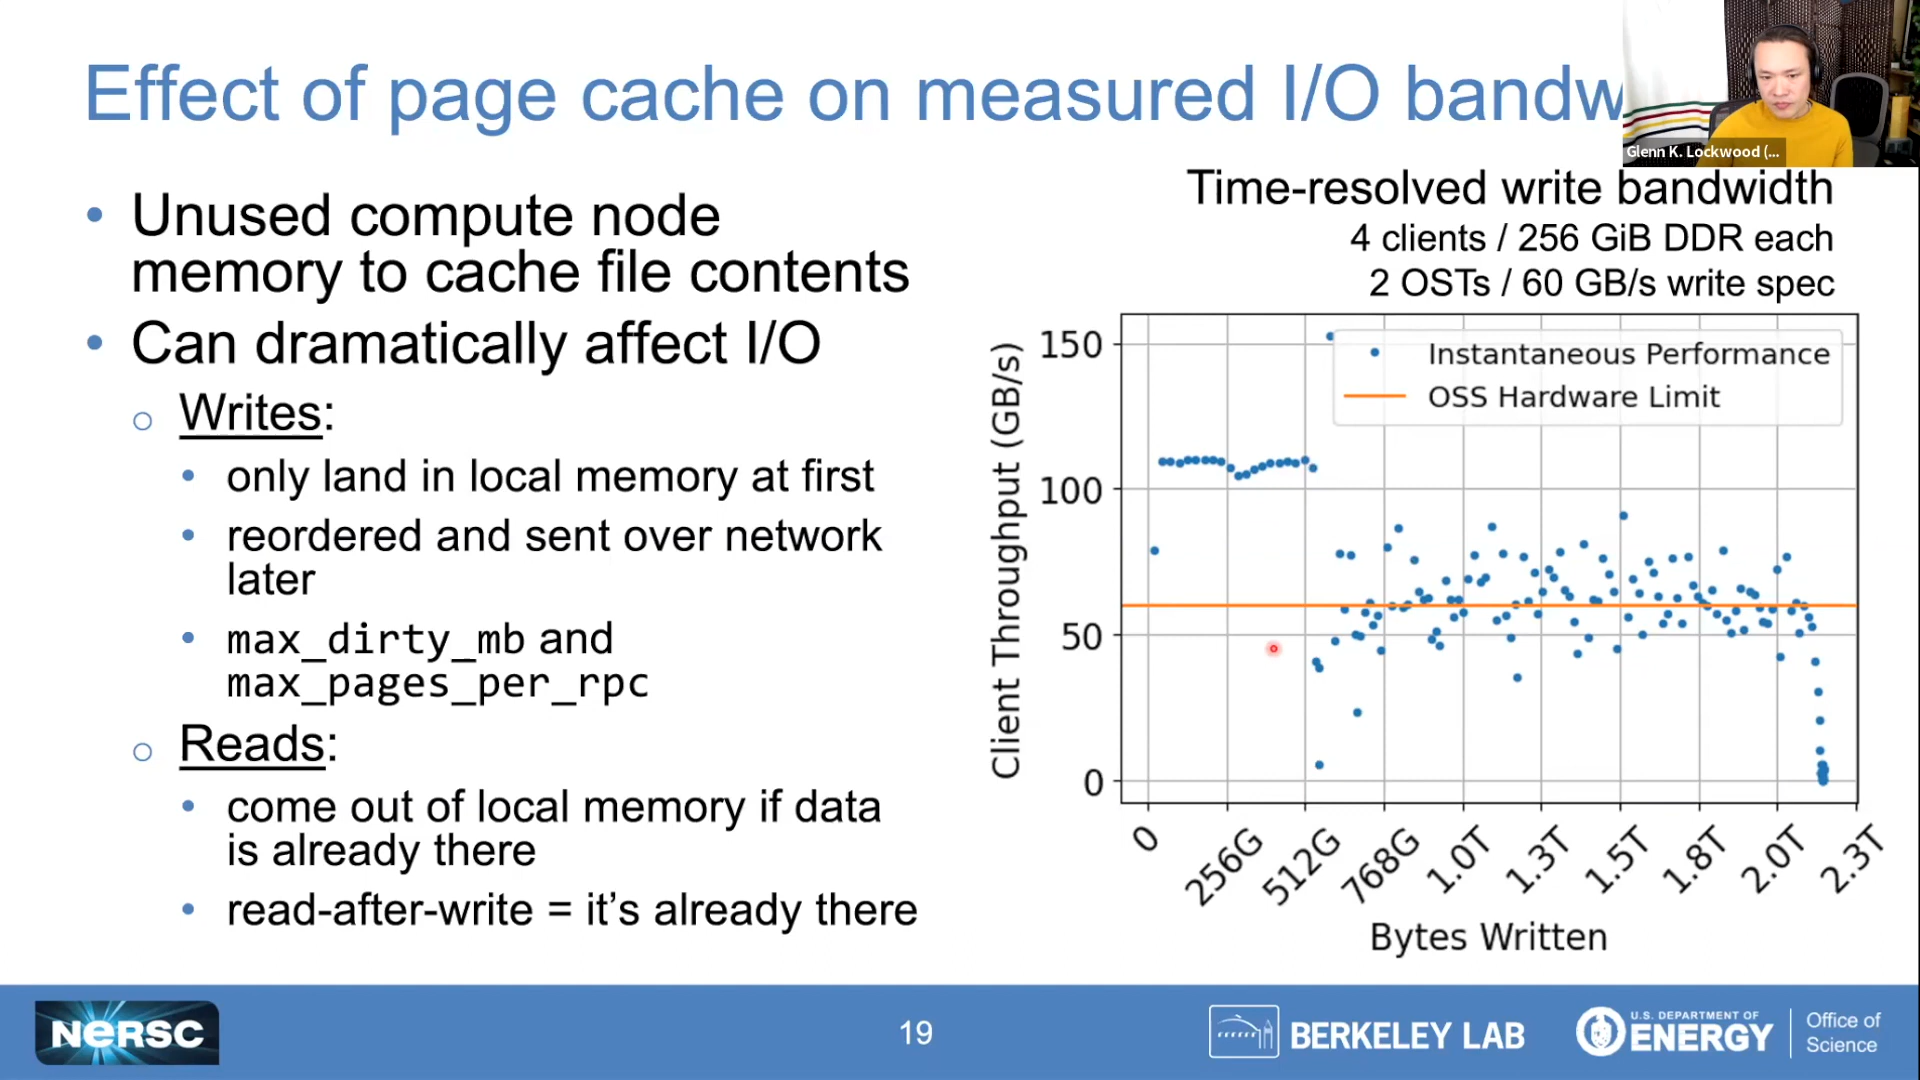 Effect of page cache on measured I/O bandw
Glenn K. Lockwood (...
• Unused compute node
memory to cache file contents
• Can dramatically affect I/O
o Writes:
• only land in local memory at first
• reordered and sent over network
later
• max_dirty_mb and
max_pages_per_rpc
o Reads:
• come out of local memory if data
is already there
• read-after-write = it’s already there
Time-resolved write bandwidth
4 clients / 256 GiB DDR each
2 OSTs / 60 GB/s write spec
Instantaneous Performance
OSS Hardware Limit
Client Throughput (GB/s)
150
100
50
0
0 256G 512G 768G 1.0T 1.3T 1.5T 1.8T 2.0T 2.3T
Bytes Written
NERSC
19
BERKELEY LAB
U.S. DEPARTMENT OF
ENERGY
Office of
Science